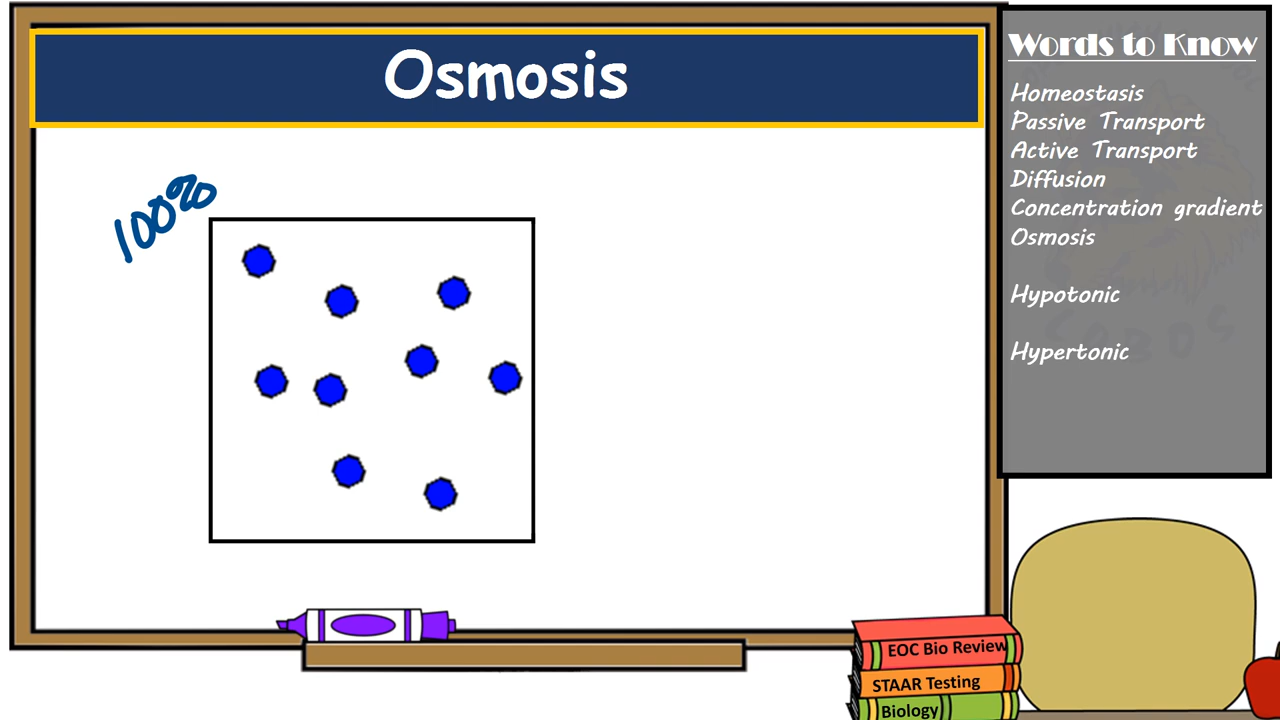 Osmosis
100%
Words to Know
Homeostasis
Passive Transport
Active Transport
Diffusion
Concentration gradient
Osmosis
Hypotonic
Hypertonic
EOC Bio Review
STAAR Testing
Biology